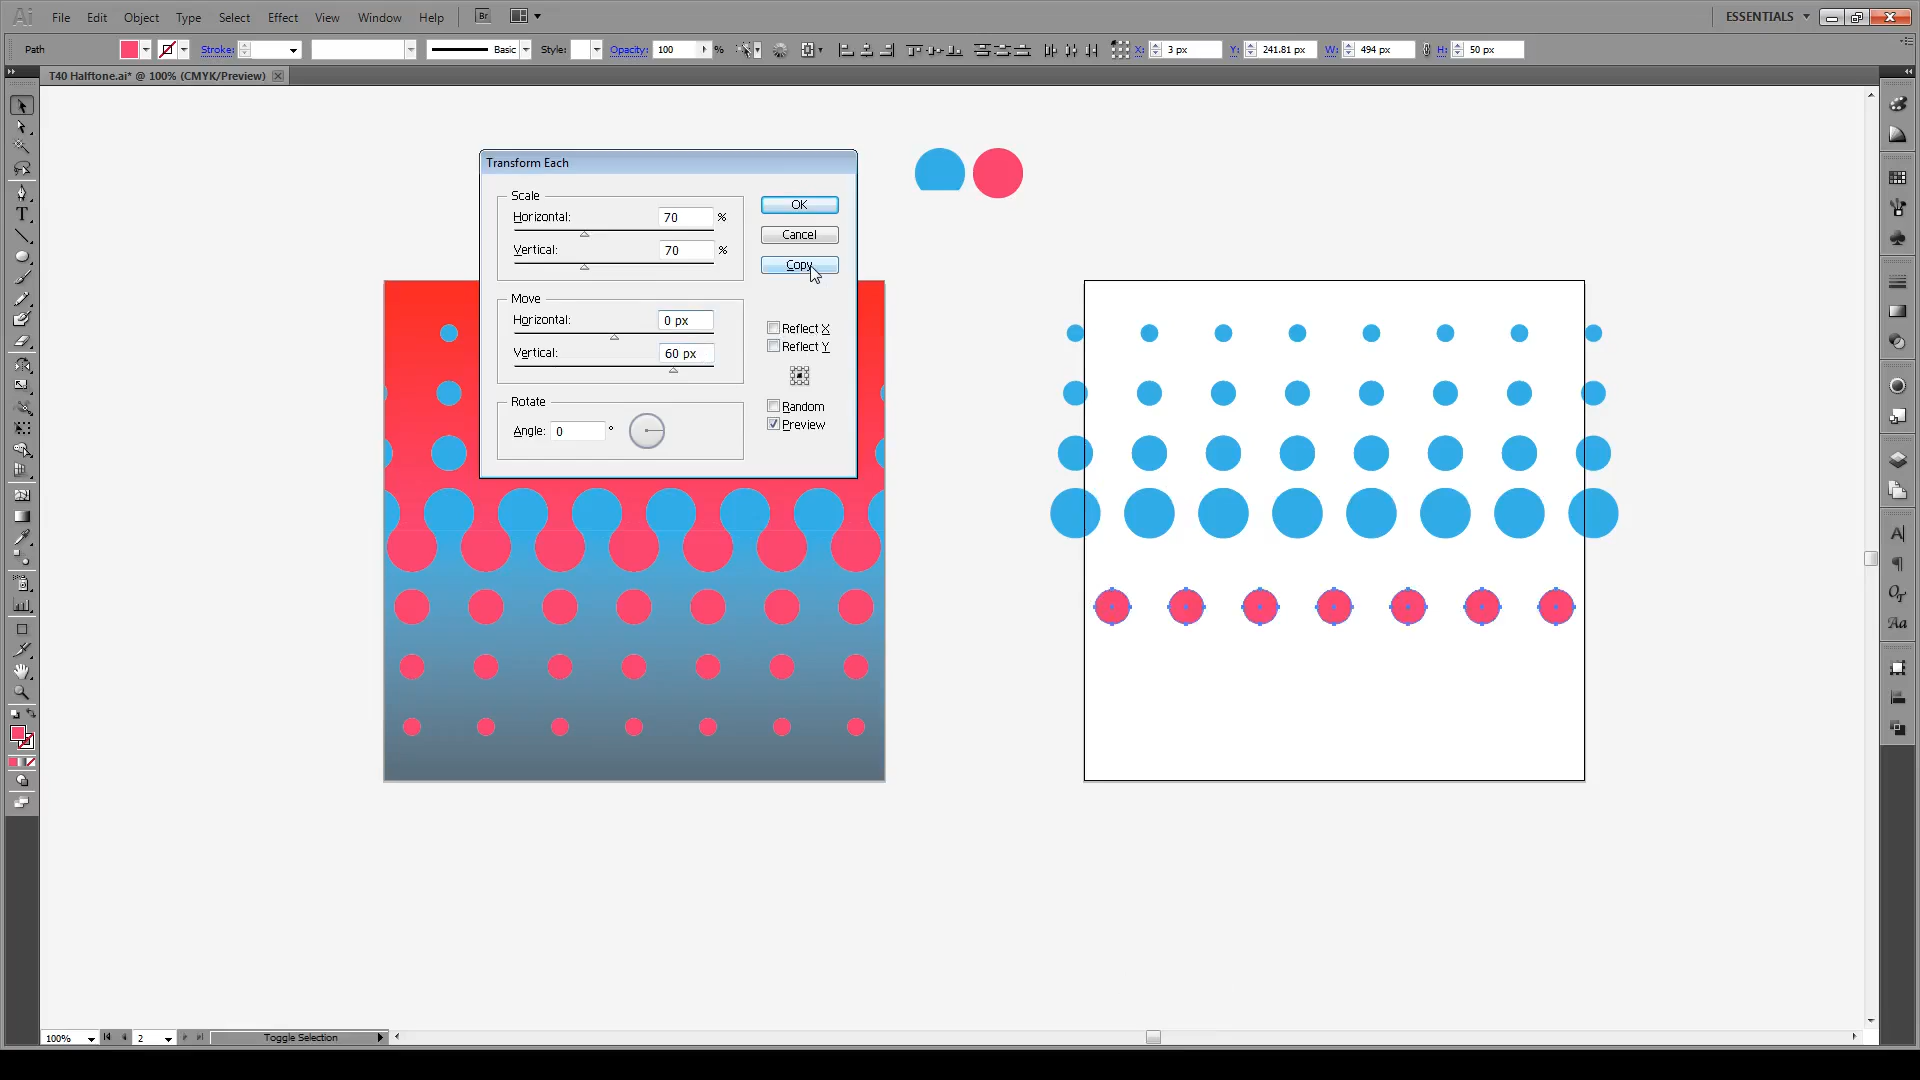 Ai File Edit Object Type Select Effect View Window Help Br ESSENTIALS
Path Stroke: Basic Style: Opacity: 100 % X: 3 px Y: 241.81 px W: 494 px H: 50 px
T40 Halftone.ai* @ 100% (CMYK/Preview)
Transform Each
Scale
Horizontal: 70 %
Vertical: 70 %
OK
Cancel
Copy
Move
Horizontal: 0 px
Vertical: 60 px
Reflect X
Reflect Y
Rotate
Angle: 0 °
Random
Preview
100% 2 Toggle Selection